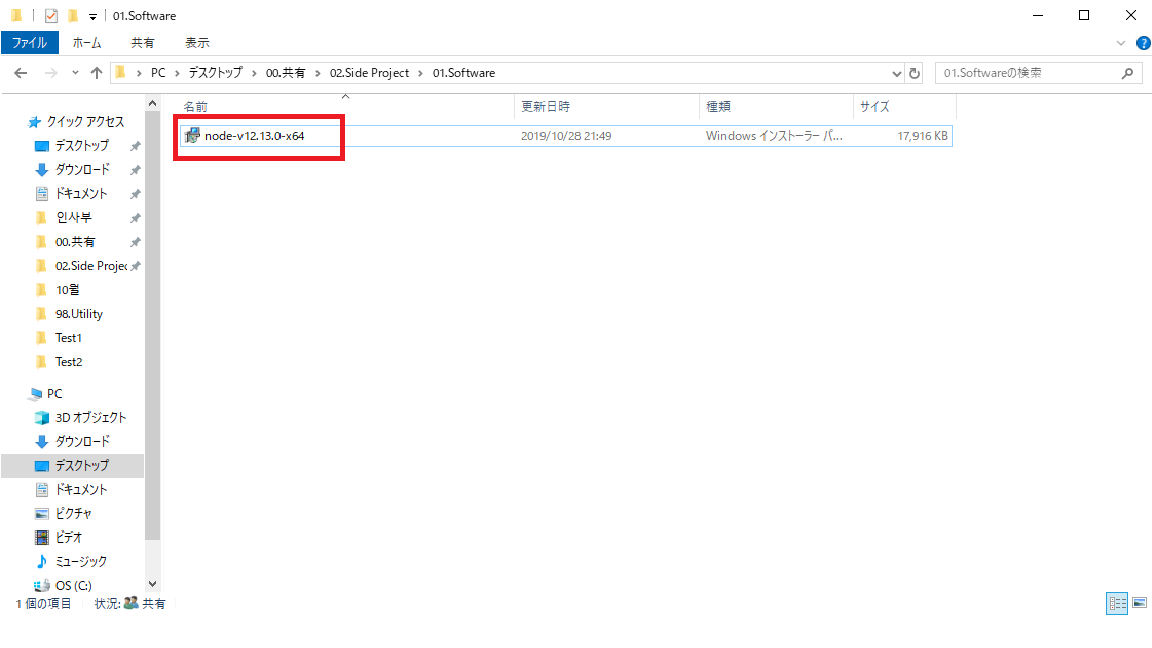 01.Software
ファイル ホーム 共有 表示
PC デスクトップ 00.共有 02.Side Project 01.Software
01.Softwareの検索
名前 更新日時 種類 サイズ
node-v12.13.0-x64 2019/10/28 21:49 Windows インストーラー パ... 17,916 KB
クイック アクセス
デスクトップ
ダウンロード
ドキュメント
인사부
00.共有
02.Side Projec
10월
98.Utility
Test1
Test2
PC
3D オブジェクト
ダウンロード
デスクトップ
ドキュメント
ピクチャ
ビデオ
ミュージック
OS (C:)
1 個の項目 状況: 共有